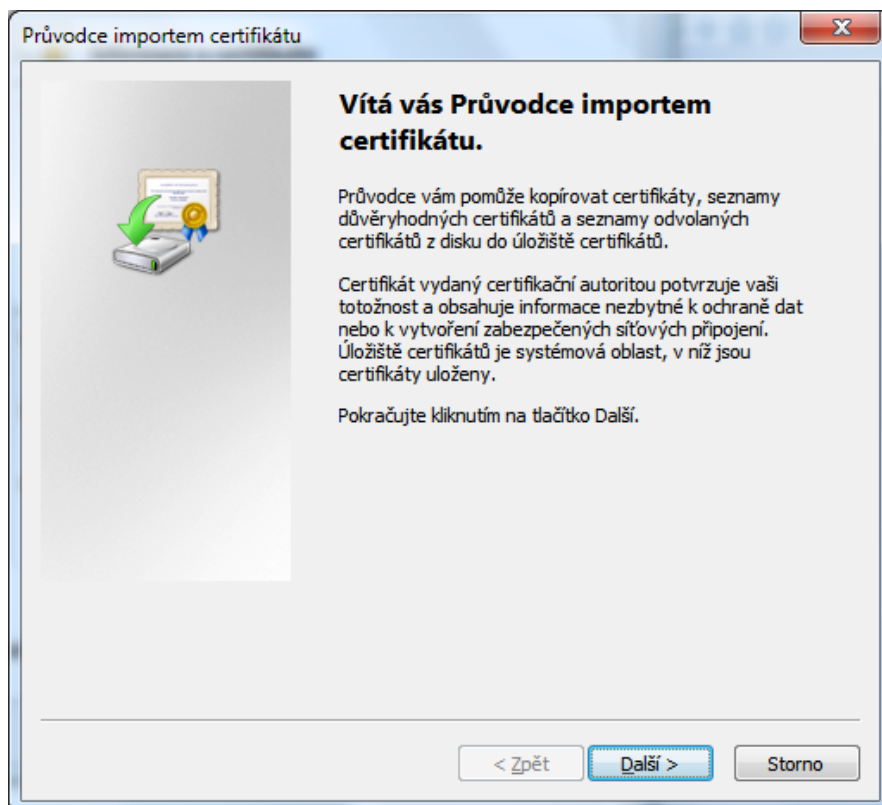 Průvodce importem certifikátu
Vítá vás Průvodce importem
certifikátu.
Průvodce vám pomůže kopírovat certifikáty, seznamy
důvěryhodných certifikátů a seznamy odvolaných
certifikátů z disku do úložiště certifikátů.
Certifikát vydaný certifikační autoritou potvrzuje vaši
totožnost a obsahuje informace nezbytné k ochraně dat
nebo k vytvoření zabezpečených síťových připojení.
Úložiště certifikátů je systémová oblast, v níž jsou
certifikáty uloženy.
Pokračujte kliknutím na tlačítko Další.
< Zpět Další > Storno